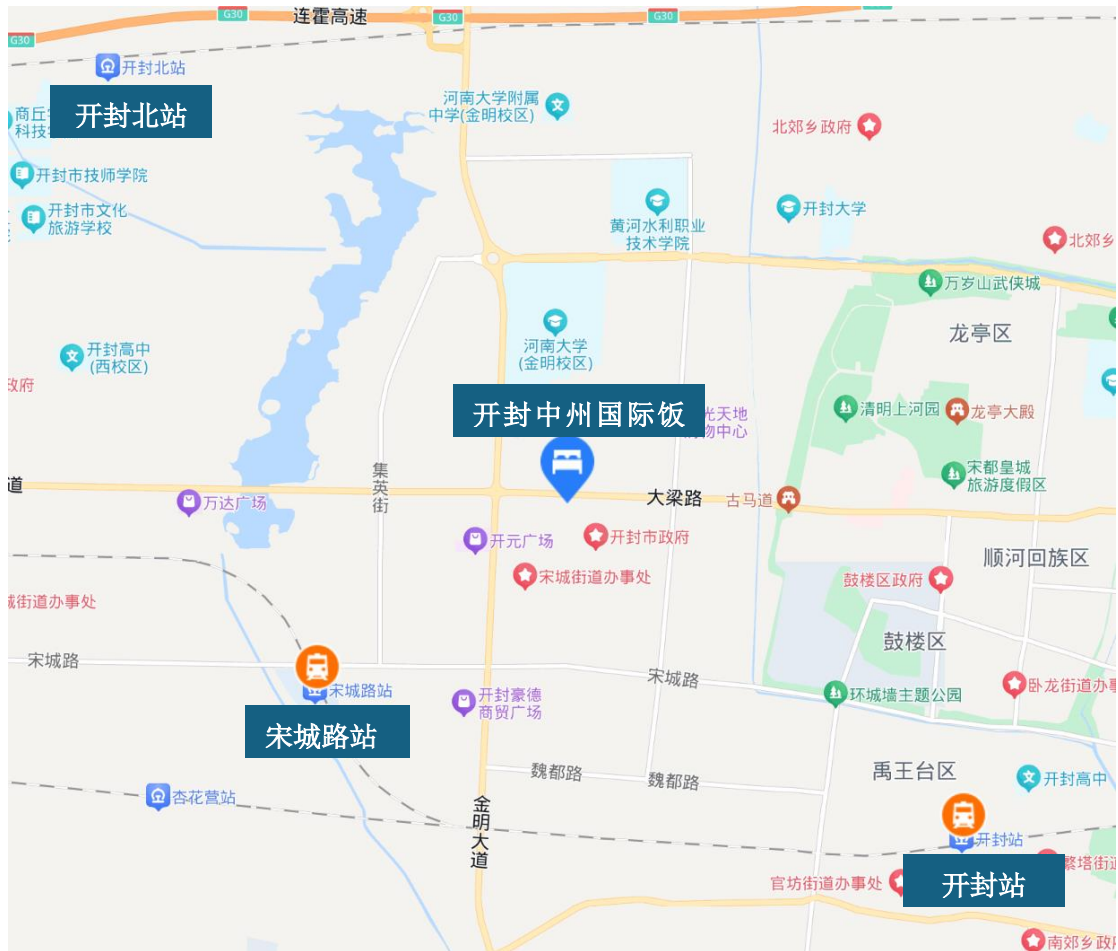 G30
连霍高速
G30
G30
G30
开封北站
开封北站
商丘
科技
河南大学附属
中学(金明校区)
北郊乡政府
开封市技师学院
开封市文化
旅游学校
黄河水利职业
技术学院
开封大学
北郊乡
万岁山武侠城
龙亭区
河南大学
(金明校区)
开封高中
(西校区)
政府
开封中州国际饭
光天地
物中心
清明上河园
龙亭大殿
宋都皇城
旅游度假区
道
万达广场
集英街
大梁路
古马道
开元广场
开封市政府
宋城街道办事处
顺河回族区
鼓楼区政府
城街道办事处
鼓楼区
宋城路
宋城路站
宋城路
环城墙主题公园
卧龙街道办事
开封豪德
商贸广场
宋城路站
魏都路
魏都路
禹王台区
开封高中
杏花营站
金明大道
开封站
繁塔街道
官坊街道办事处
开封站
南郊乡政府